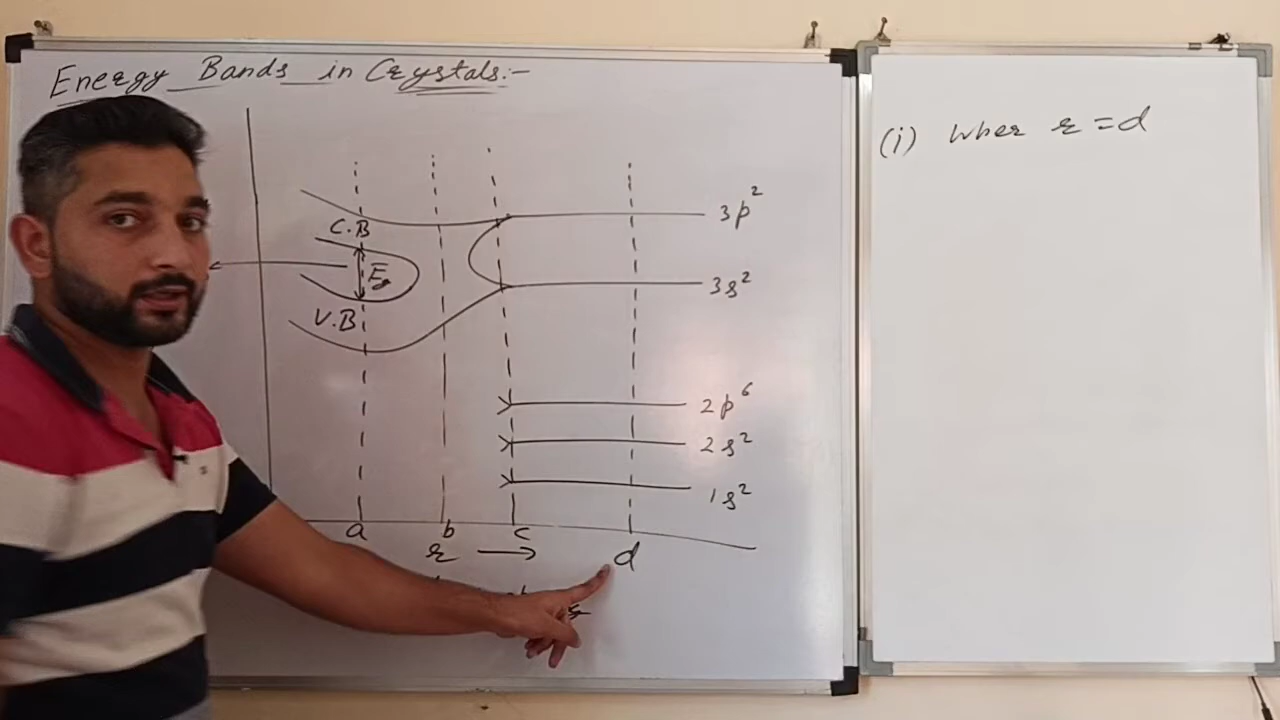 Energy Bands in Crystals:-
3p²
C.B
Eg
3s²
V.B
2p⁶
2s²
1s²
a b c d
r →
(i) When r = d